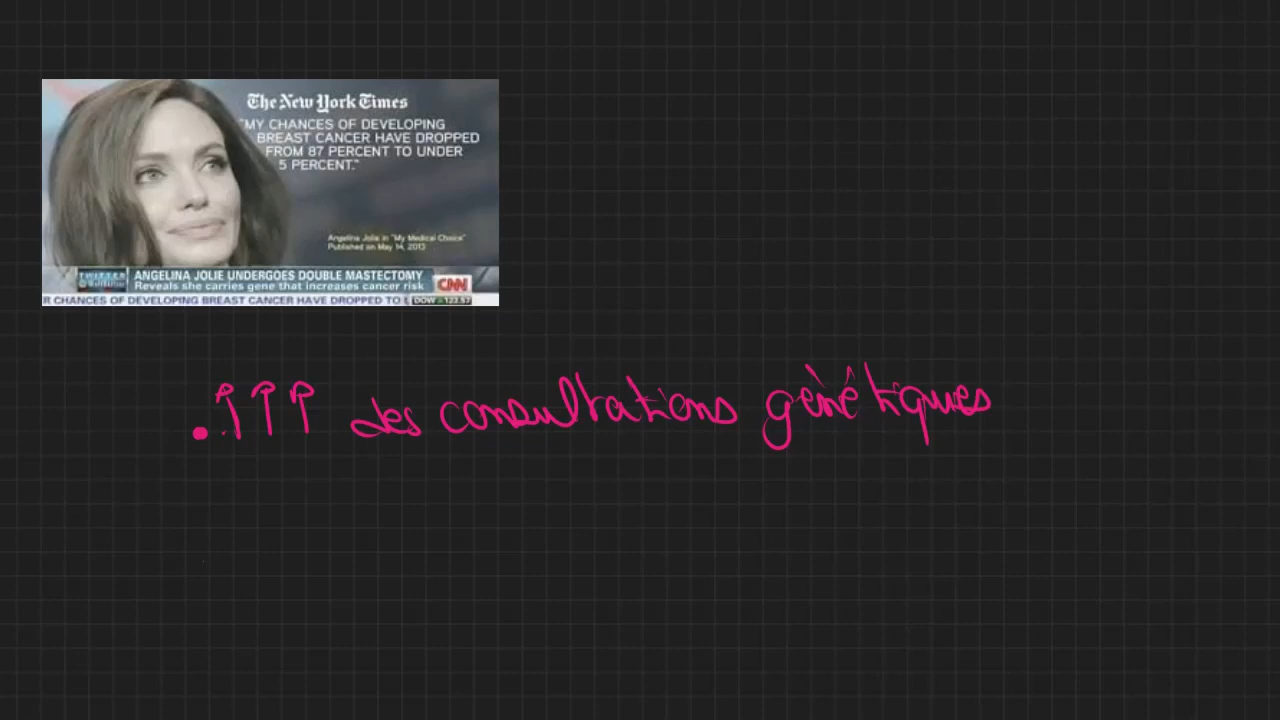 The New York Times
"MY CHANCES OF DEVELOPING
BREAST CANCER HAVE DROPPED
FROM 87 PERCENT TO UNDER
5 PERCENT."
Angelina Jolie in "My Medical Choice"
Published on May 14, 2013
ANGELINA JOLIE UNDERGOES DOUBLE MASTECTOMY
Reveals she carries gene that increases cancer risk
CNN
R CHANCES OF DEVELOPING BREAST CANCER HAVE DROPPED TO
DOW ▲ 123.57
. ↑↑↑ des consultations génétiques